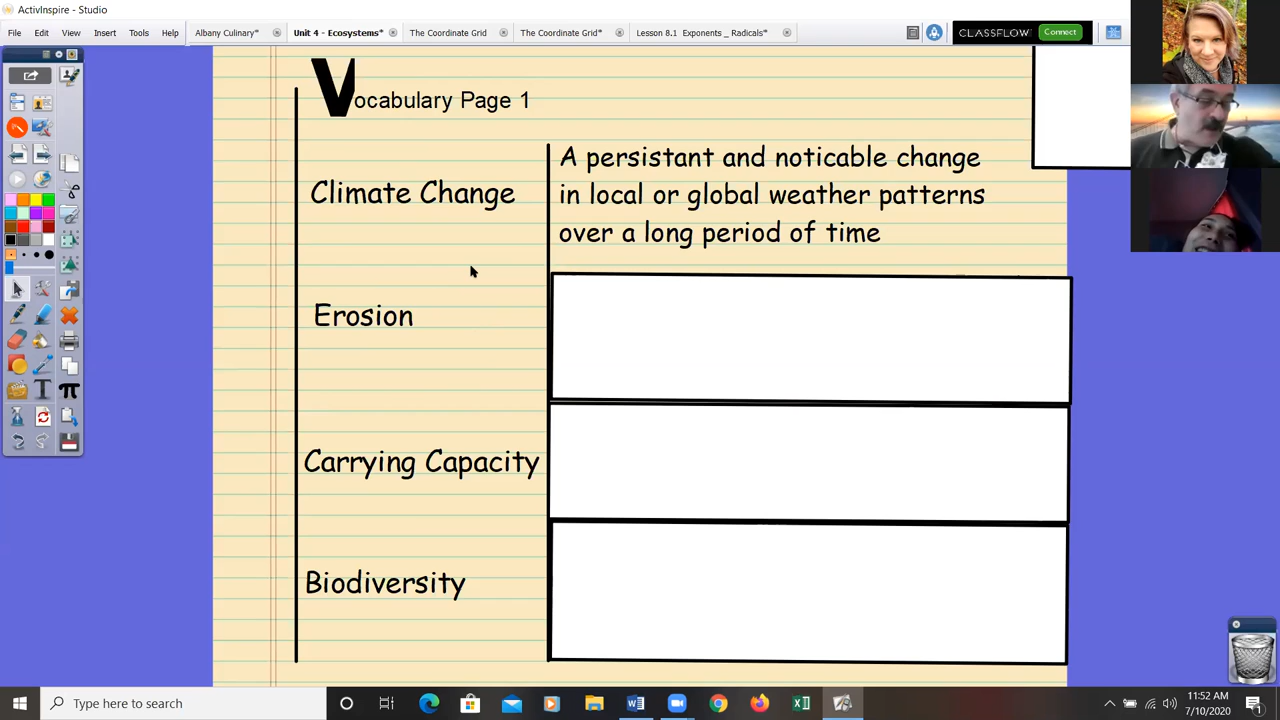 ActivInspire - Studio
File Edit View Insert Tools Help
Albany Culinary* Unit 4 - Ecosystems* The Coordinate Grid The Coordinate Grid* Lesson 8.1 Exponents _ Radicals*
CLASSFLOW Connect
Vocabulary Page 1
Climate Change
A persistant and noticable change
in local or global weather patterns
over a long period of time
Erosion
Carrying Capacity
Biodiversity
Type here to search
11:52 AM
7/10/2020